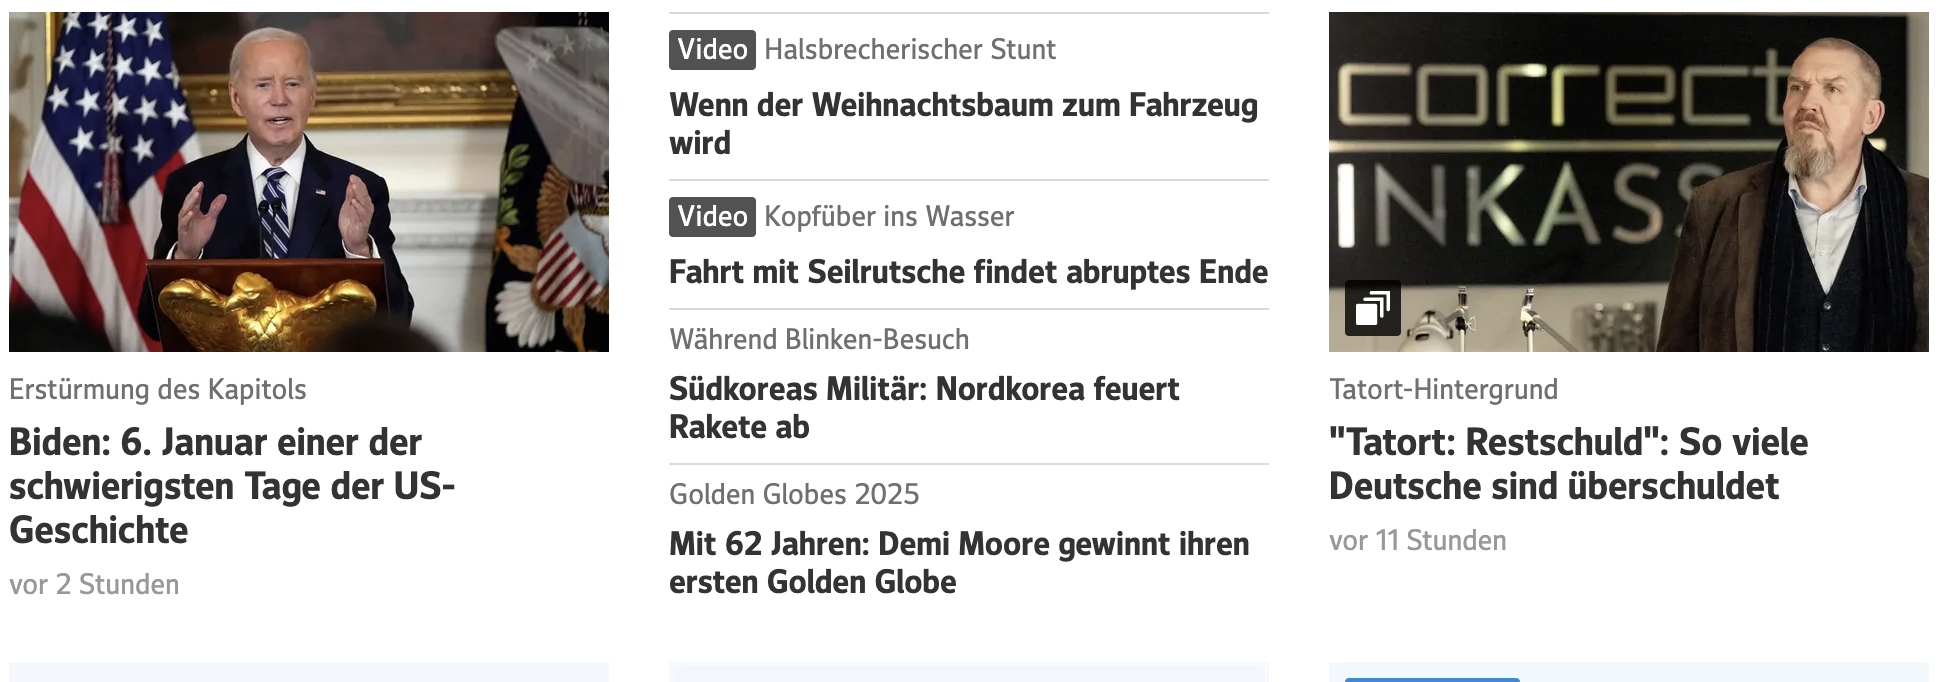 Erstürmung des Kapitols
Biden: 6. Januar einer der
schwierigsten Tage der US-
Geschichte
vor 2 Stunden
Video Halsbrecherischer Stunt
Wenn der Weihnachtsbaum zum Fahrzeug
wird
Video Kopfüber ins Wasser
Fahrt mit Seilrutsche findet abruptes Ende
Während Blinken-Besuch
Südkoreas Militär: Nordkorea feuert
Rakete ab
Golden Globes 2025
Mit 62 Jahren: Demi Moore gewinnt ihren
ersten Golden Globe
correct
INKASS
Tatort-Hintergrund
"Tatort: Restschuld": So viele
Deutsche sind überschuldet
vor 11 Stunden